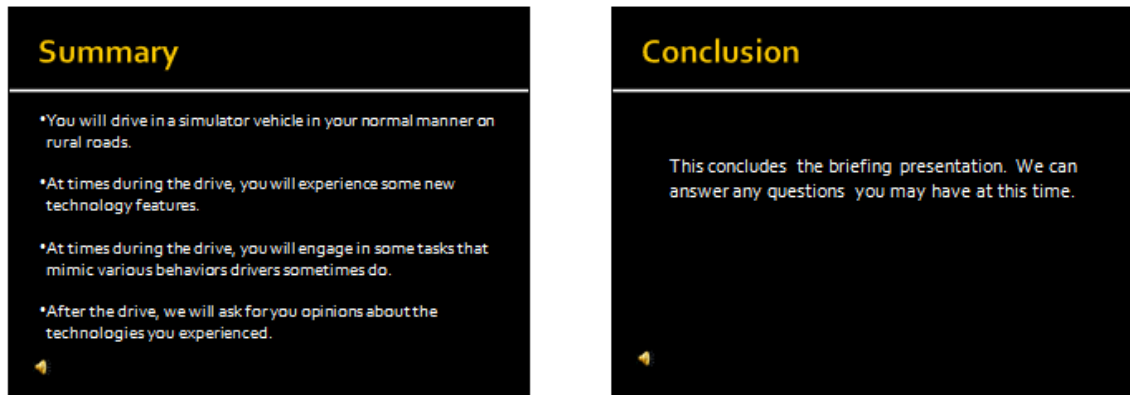 Summary
•You will drive in a simulator vehicle in your normal manner on
rural roads.
•At times during the drive, you will experience some new
technology features.
•At times during the drive, you will engage in some tasks that
mimic various behaviors drivers sometimes do.
•After the drive, we will ask for you opinions about the
technologies you experienced.
Conclusion
This concludes the briefing presentation. We can
answer any questions you may have at this time.